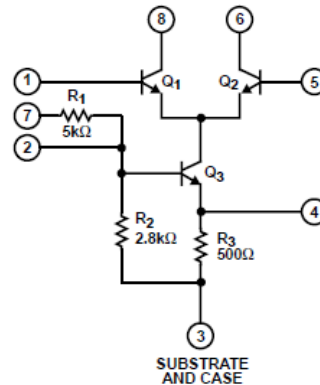 8
6
1
Q1
Q2
5
R1
7
5kΩ
2
Q3
4
R2
2.8kΩ
R3
500Ω
3
SUBSTRATE
AND CASE